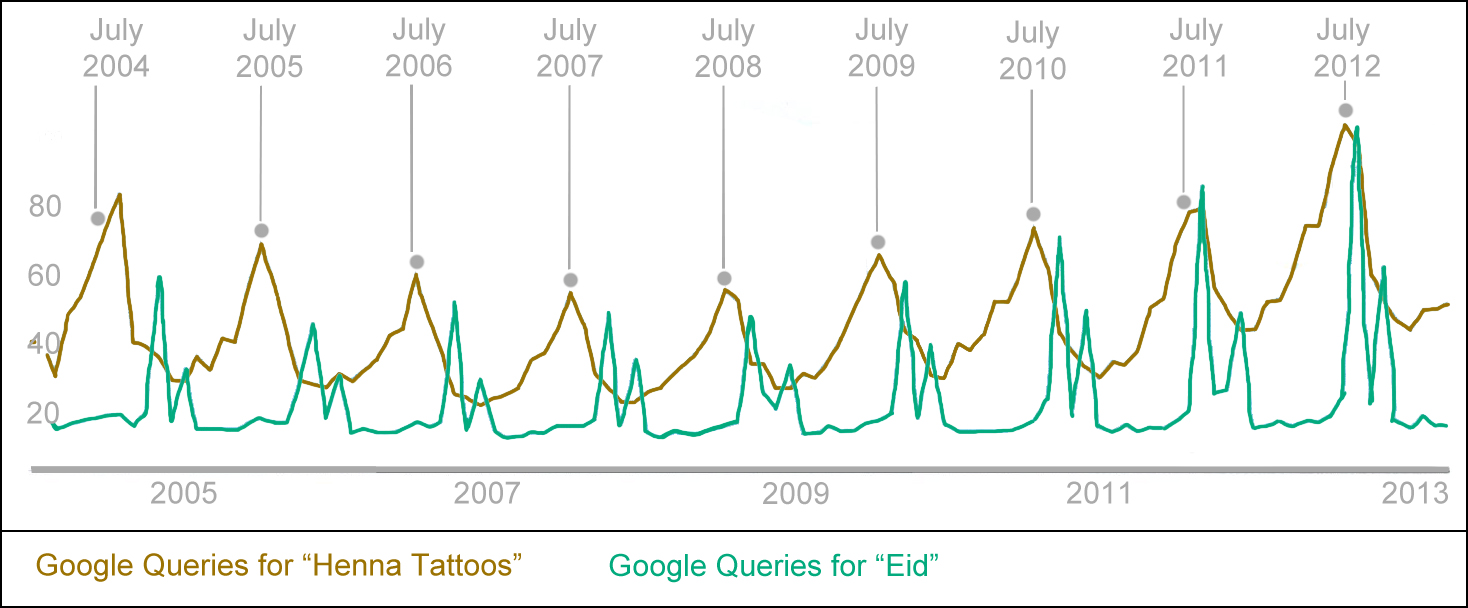 July July July July July July July July July
2004 2005 2006 2007 2008 2009 2010 2011 2012
80
60
40
20
2005 2007 2009 2011 2013
Google Queries for “Henna Tattoos” Google Queries for “Eid”